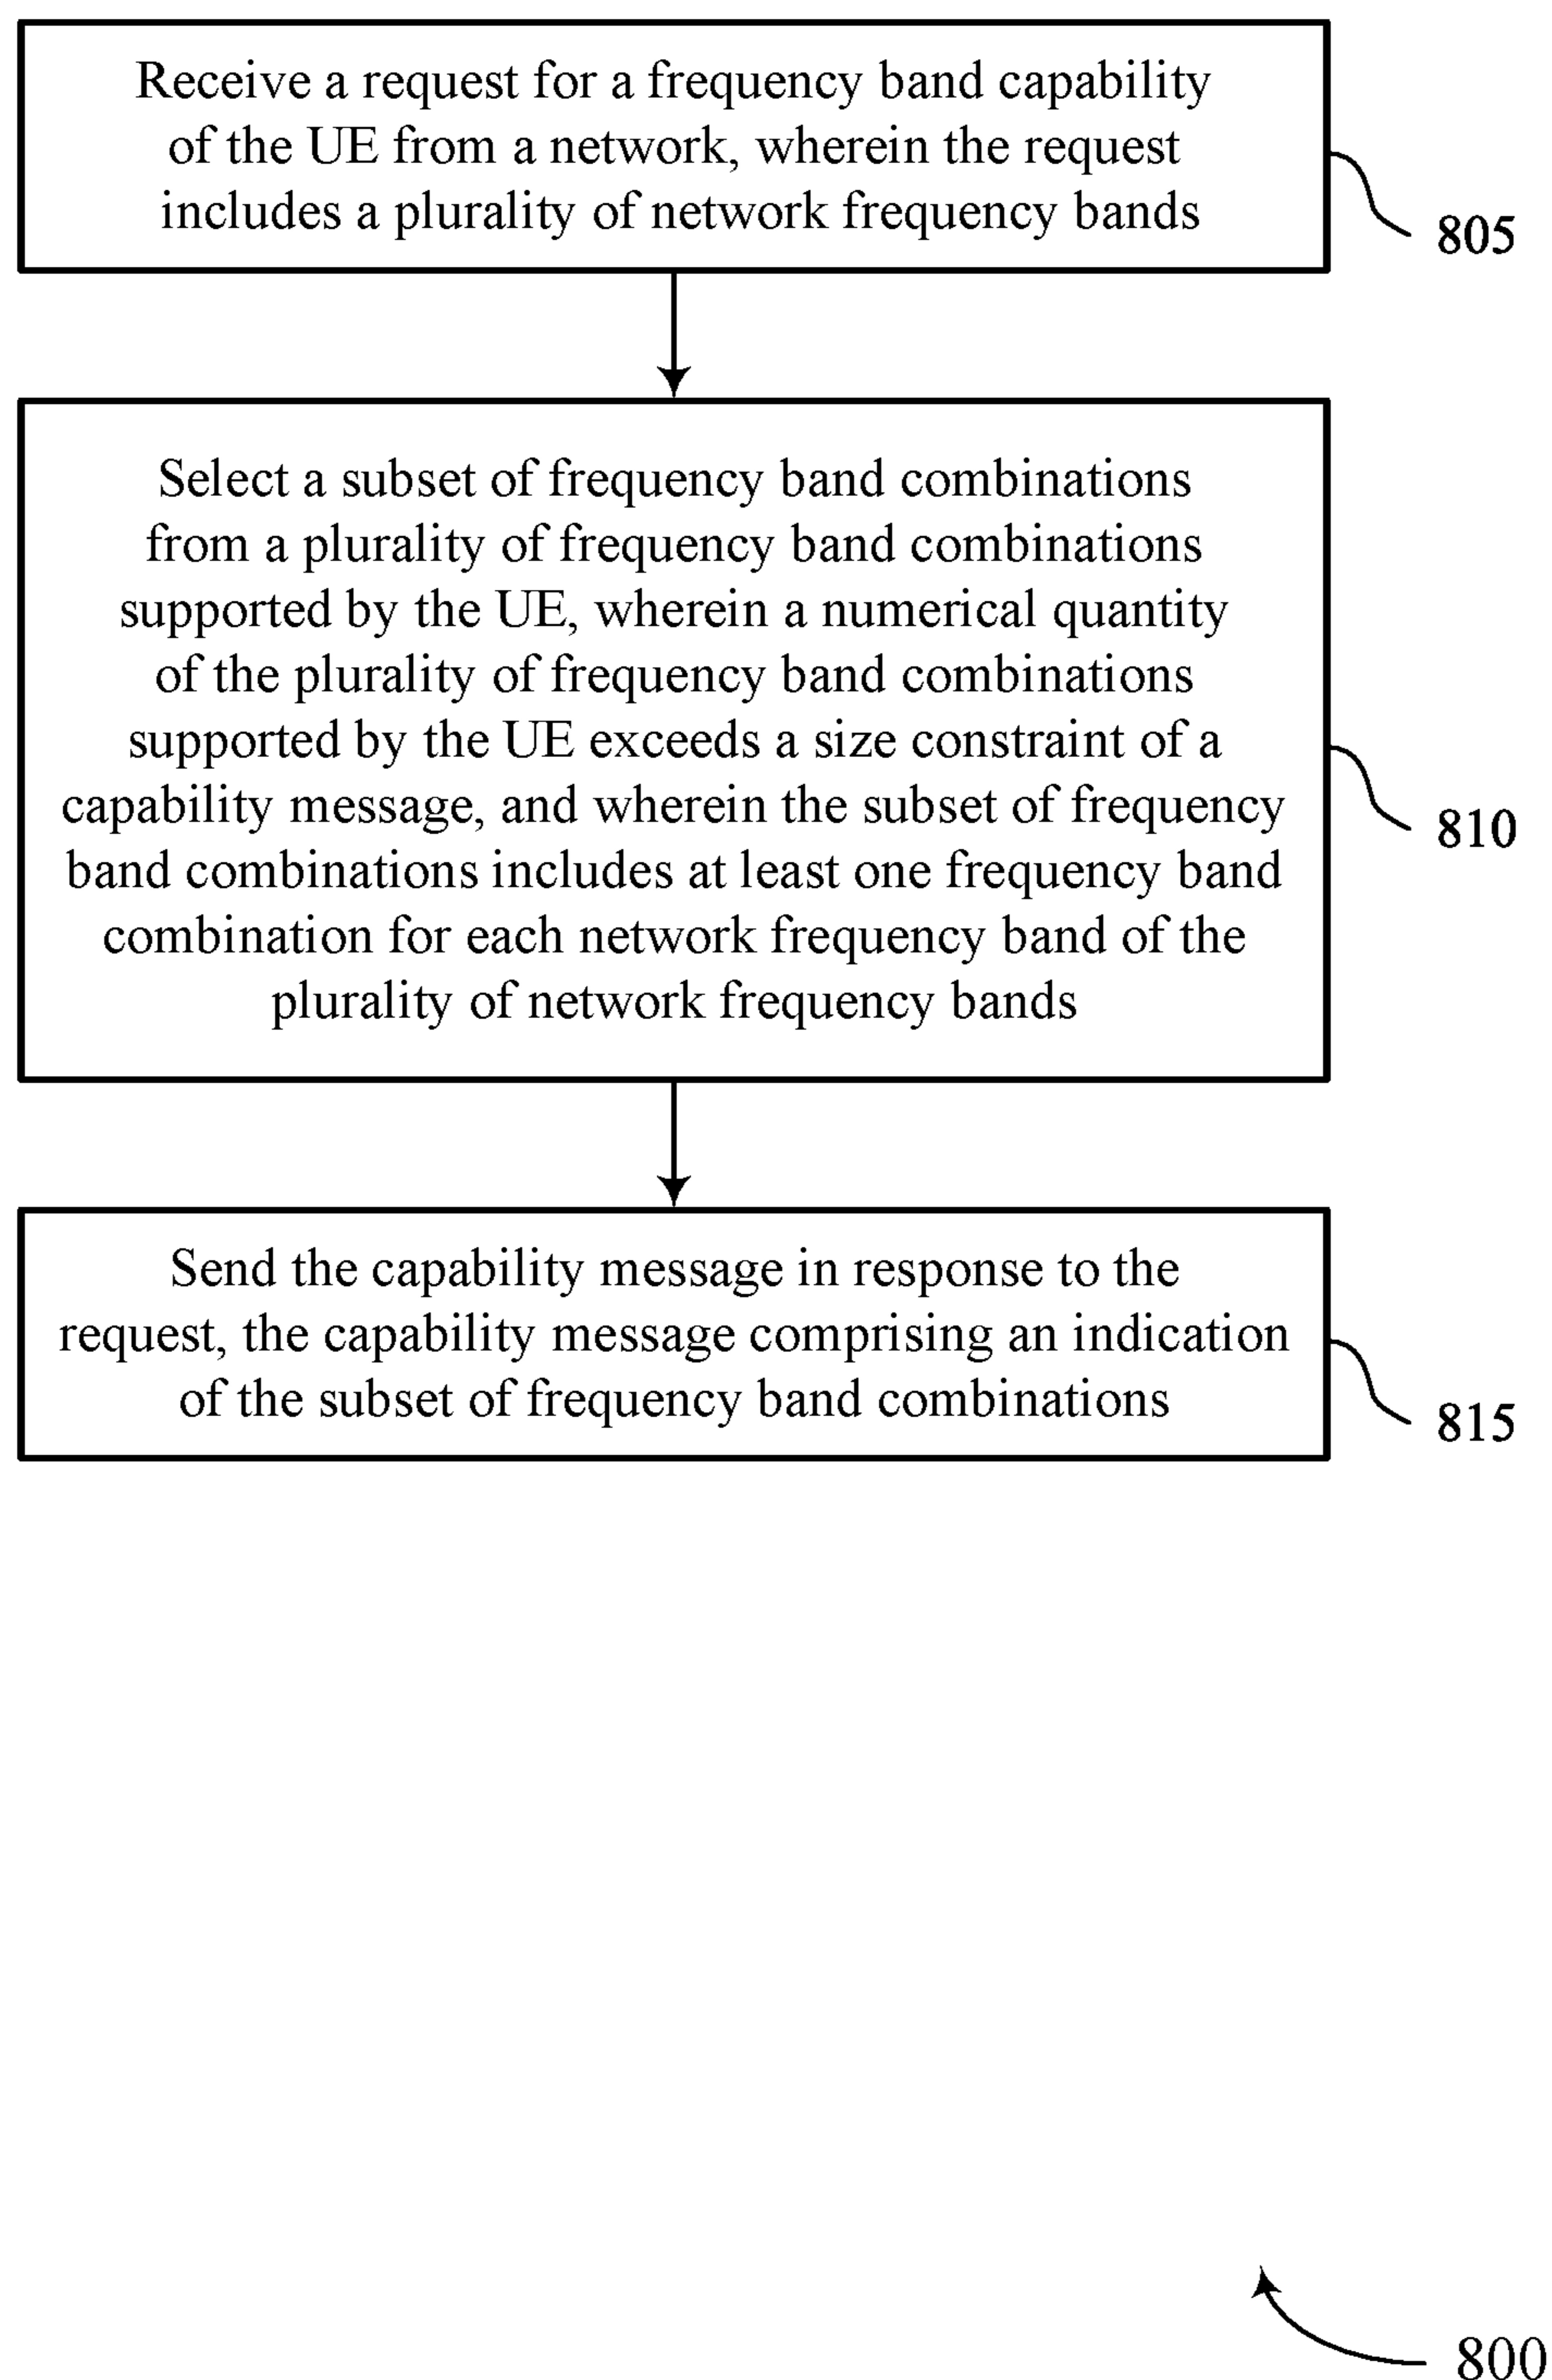 Receive a request for a frequency band capability
of the UE from a network, wherein the request
includes a plurality of network frequency bands
805
Select a subset of frequency band combinations
from a plurality of frequency band combinations
supported by the UE, wherein a numerical quantity
of the plurality of frequency band combinations
supported by the UE exceeds a size constraint of a
capability message, and wherein the subset of frequency
band combinations includes at least one frequency band
combination for each network frequency band of the
plurality of network frequency bands
810
Send the capability message in response to the
request, the capability message comprising an indication
of the subset of frequency band combinations
815
800